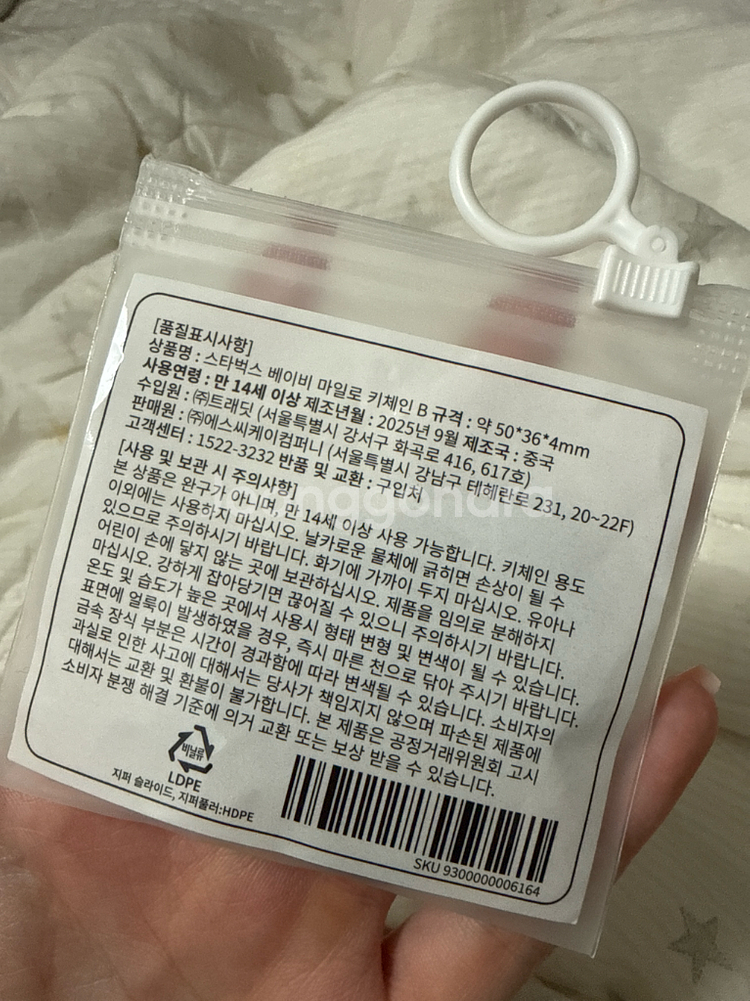 [품질표시사항]
상품명 : 스타벅스 베이비 마일로 키체인 B 규격 : 약 50*36*4mm
사용연령 : 만 14세 이상 제조년월 : 2025년 9월 제조국 : 중국
수입원 : ㈜트래딧 (서울특별시 강서구 화곡로 416, 617호)
판매원 : ㈜에스씨케이컴퍼니 (서울특별시 강남구 테헤란로 231, 20~22F)
고객센터 : 1522-3232 반품 및 교환 : 구입처
[사용 및 보관 시 주의사항]
본 상품은 완구가 아니며, 만 14세 이상 사용 가능합니다. 키체인 용도
이외에는 사용하지 마십시오. 날카로운 물체에 긁히면 손상이 될 수
있으므로 주의하시기 바랍니다. 화기에 가까이 두지 마십시오. 유아나
어린이 손에 닿지 않는 곳에 보관하십시오. 제품을 임의로 분해하지
마십시오. 강하게 잡아당기면 끊어질 수 있으니 주의하시기 바랍니다.
온도 및 습도가 높은 곳에서 사용시 형태 변형 및 변색이 될 수 있습니다.
표면에 얼룩이 발생하였을 경우, 즉시 마른 천으로 닦아 주시기 바랍니다.
금속 장식 부분은 시간이 경과함에 따라 변색될 수 있습니다. 소비자의
과실로 인한 사고에 대해서는 당사가 책임지지 않으며 파손된 제품에
대해서는 교환 및 환불이 불가합니다. 본 제품은 공정거래위원회 고시
소비자 분쟁 해결 기준에 의거 교환 또는 보상 받을 수 있습니다.
비닐류
LDPE
지퍼 슬라이드, 지퍼풀러:HDPE
SKU 9300000006164